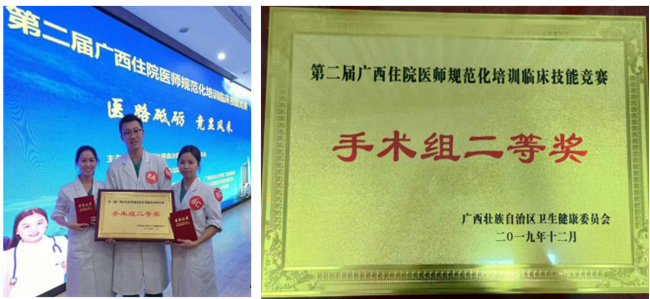 第二届广西住院医师规范化培训临床技能竞赛
医路砥砺 竞显风采
手术组二等奖
第二届广西住院医师规范化培训临床技能竞赛
手术组二等奖
广西壮族自治区卫生健康委员会
二〇一九年十二月